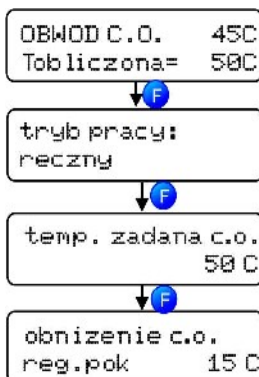 OBWOD C.O. 45C
Tobliczona= 50C
F
tryb pracy:
reczny
F
temp. zadana c.o.
50 C
F
obnizenie c.o.
reg.pok 15 C